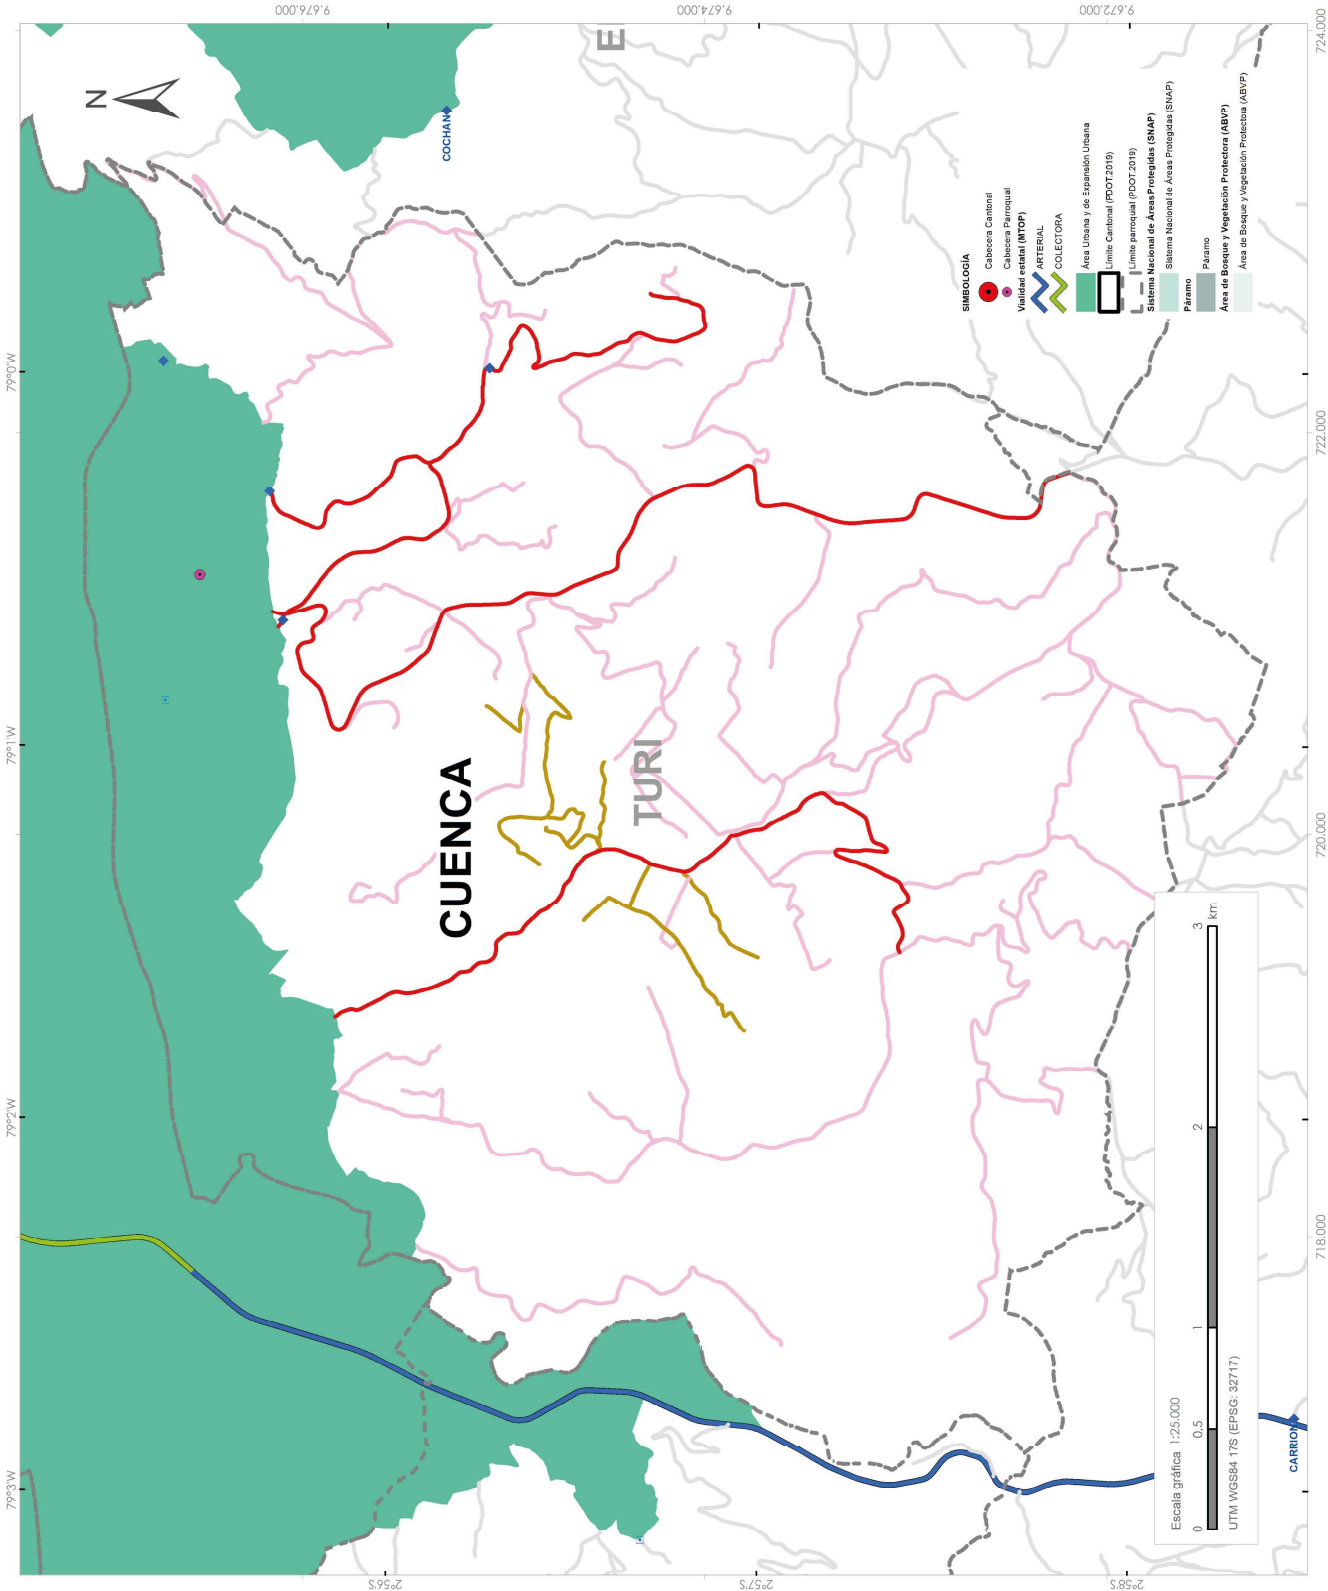 79°3'W
79°2'W
79°1'W
79°0'W
N
COCHAN
CUENCA
TURI
E
9.676.000
9.674.000
9.672.000
2°56'S
2°57'S
2°58'S
718.000
720.000
722.000
724.000
SIMBOLOGÍA
Cabecera Cantonal
Cabecera Parroquial
Vialidad estatal (MTOP)
ARTERIAL
COLECTORA
Área Urbana y de Expansión Urbana
Límite Cantonal (PDOT.2019)
Límite parroquial (PDOT.2019)
Sistema Nacional de Áreas Protegidas (SNAP)
Sistema Nacional de Áreas Protegidas (SNAP)
Páramo
Páramo
Área de Bosque y Vegetación Protectora (ABVP)
Área de Bosque y Vegetación Protectora (ABVP)
Escala gráfica 1:25.000
0 0,5 1 2 3
km
UTM WGS84 17S (EPSG: 32717)
CARRION